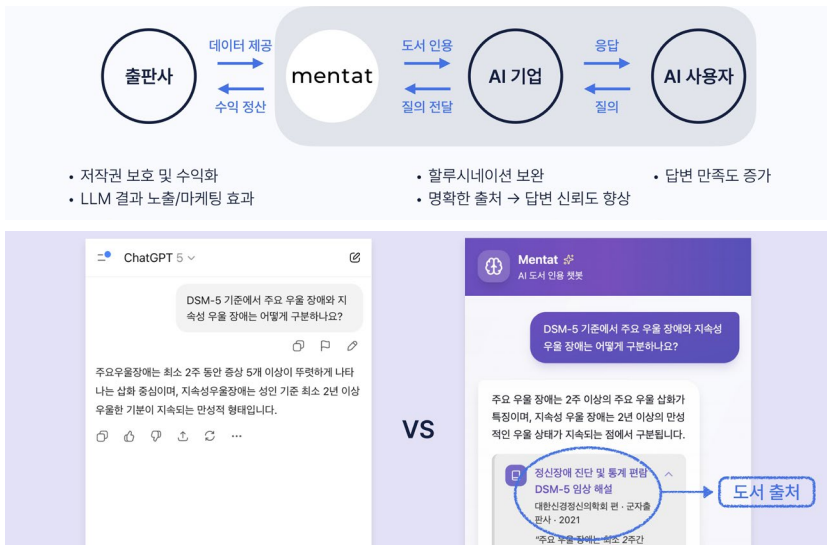 출판사
데이터 제공
수익 정산
mentat
도서 인용
질의 전달
AI 기업
응답
질의
AI 사용자
• 저작권 보호 및 수익화
• LLM 결과 노출/마케팅 효과
• 할루시네이션 보완
• 명확한 출처 → 답변 신뢰도 향상
• 답변 만족도 증가
ChatGPT 5
DSM-5 기준에서 주요 우울 장애와 지
속성 우울 장애는 어떻게 구분하나요?
주요우울장애는 최소 2주 동안 증상 5개 이상이 뚜렷하게 나타
나는 삽화 중심이며, 지속성우울장애는 성인 기준 최소 2년 이상
우울한 기분이 지속되는 만성적 형태입니다.
VS
Mentat
AI 도서 인용 챗봇
DSM-5 기준에서 주요 우울 장애와 지속성
우울 장애는 어떻게 구분하나요?
주요 우울 장애는 2주 이상의 주요 우울 삽화가
특징이며, 지속성 우울 장애는 2년 이상의 만성
적인 우울 상태가 지속되는 점에서 구분됩니다.
정신장애 진단 및 통계 편람
DSM-5 임상 해설
대한신경정신의학회 편 · 군자출
판사 · 2021
"주요 우울 장애는 최소 2주간
도서 출처